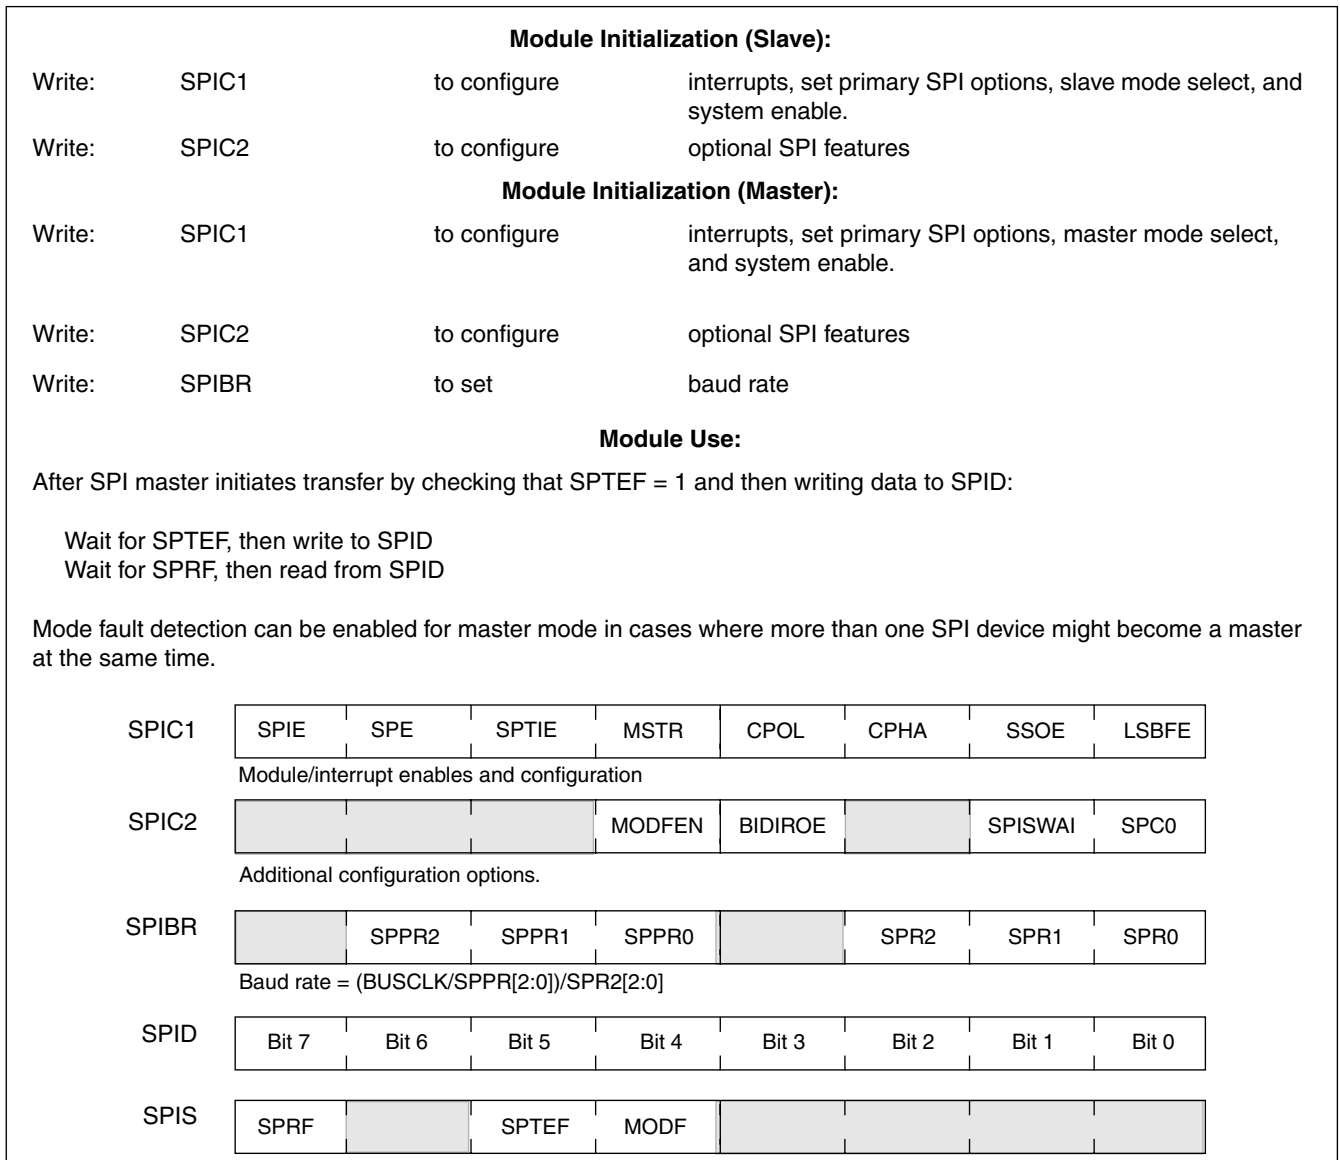 Module Initialization (Slave):
Write: SPIC1 to configure interrupts, set primary SPI options, slave mode select, and
system enable.
Write: SPIC2 to configure optional SPI features
Module Initialization (Master):
Write: SPIC1 to configure interrupts, set primary SPI options, master mode select,
and system enable.
Write: SPIC2 to configure optional SPI features
Write: SPIBR to set baud rate
Module Use:
After SPI master initiates transfer by checking that SPTEF = 1 and then writing data to SPID:
Wait for SPTEF, then write to SPID
Wait for SPRF, then read from SPID
Mode fault detection can be enabled for master mode in cases where more than one SPI device might become a master
at the same time.
SPIC1 SPIE SPE SPTIE MSTR CPOL CPHA SSOE LSBFE
Module/interrupt enables and configuration
SPIC2 MODFEN BIDIROE SPISWAI SPC0
Additional configuration options.
SPIBR SPPR2 SPPR1 SPPR0 SPR2 SPR1 SPR0
Baud rate = (BUSCLK/SPPR[2:0])/SPR2[2:0]
SPID Bit 7 Bit 6 Bit 5 Bit 4 Bit 3 Bit 2 Bit 1 Bit 0
SPIS SPRF SPTEF MODF